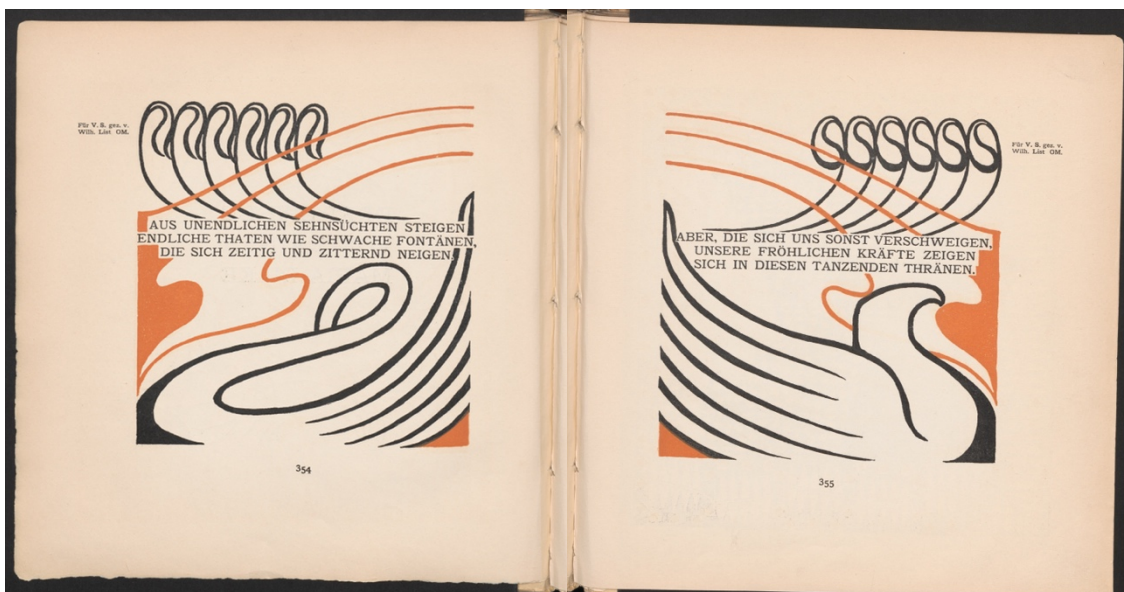 Für V. S. gez. v.
Wilh. List OM.
AUS UNENDLICHEN SEHNSÜCHTEN STEIGEN
ENDLICHE THATEN WIE SCHWACHE FONTÄNEN,
DIE SICH ZEITIG UND ZITTERND NEIGEN.
354
Für V. S. gez. v.
Wilh. List OM.
ABER, DIE SICH UNS SONST VERSCHWEIGEN,
UNSERE FRÖHLICHEN KRÄFTE ZEIGEN
SICH IN DIESEN TANZENDEN THRÄNEN.
355